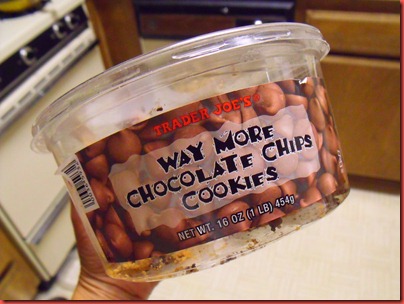 TRADER JOE'S
WAY MORE
CHOCOLATE CHIPS
COOKIES
NET WT. 16 OZ (1 LB) 454g